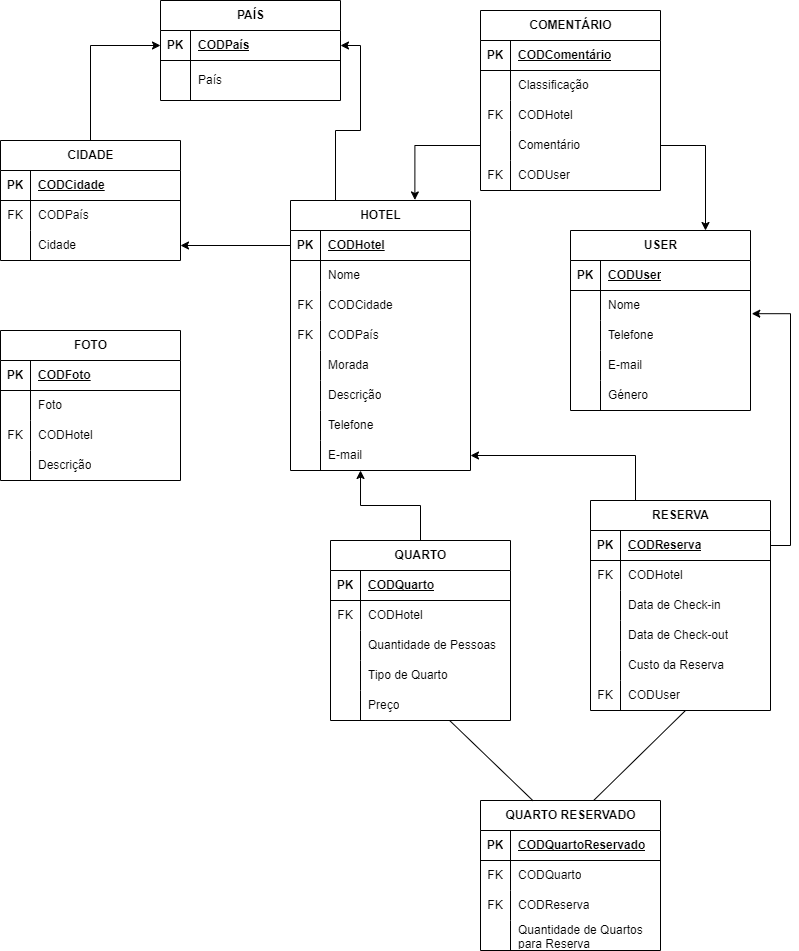 PAÍS
PK CODPaís
País
COMENTÁRIO
PK CODComentário
Classificação
FK CODHotel
Comentário
FK CODUser
CIDADE
PK CODCidade
FK CODPaís
Cidade
HOTEL
PK CODHotel
Nome
FK CODCidade
FK CODPaís
Morada
Descrição
Telefone
E-mail
USER
PK CODUser
Nome
Telefone
E-mail
Género
FOTO
PK CODFoto
Foto
FK CODHotel
Descrição
RESERVA
PK CODReserva
FK CODHotel
Data de Check-in
Data de Check-out
Custo da Reserva
FK CODUser
QUARTO
PK CODQuarto
FK CODHotel
Quantidade de Pessoas
Tipo de Quarto
Preço
QUARTO RESERVADO
PK CODQuartoReservado
FK CODQuarto
FK CODReserva
Quantidade de Quartos
para Reserva